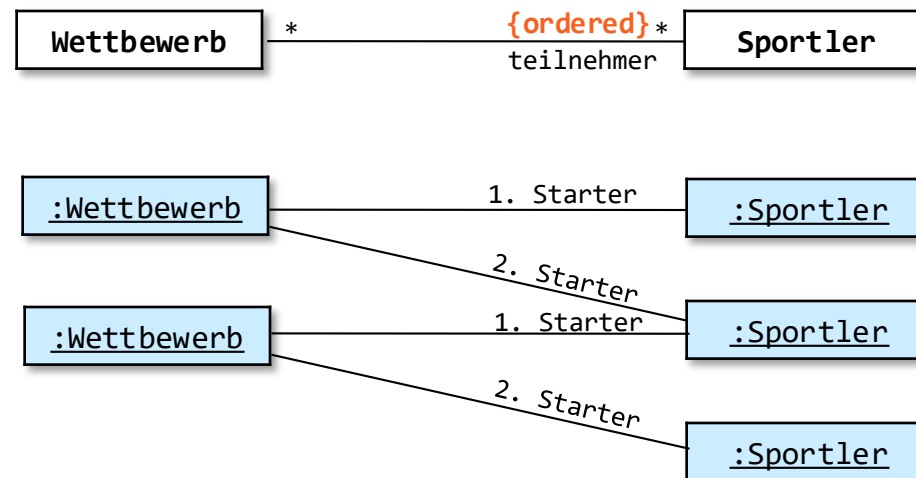 Wettbewerb * {ordered} * Sportler
teilnehmer
:Wettbewerb 1. Starter :Sportler
2. Starter
:Wettbewerb 1. Starter :Sportler
2. Starter
:Sportler